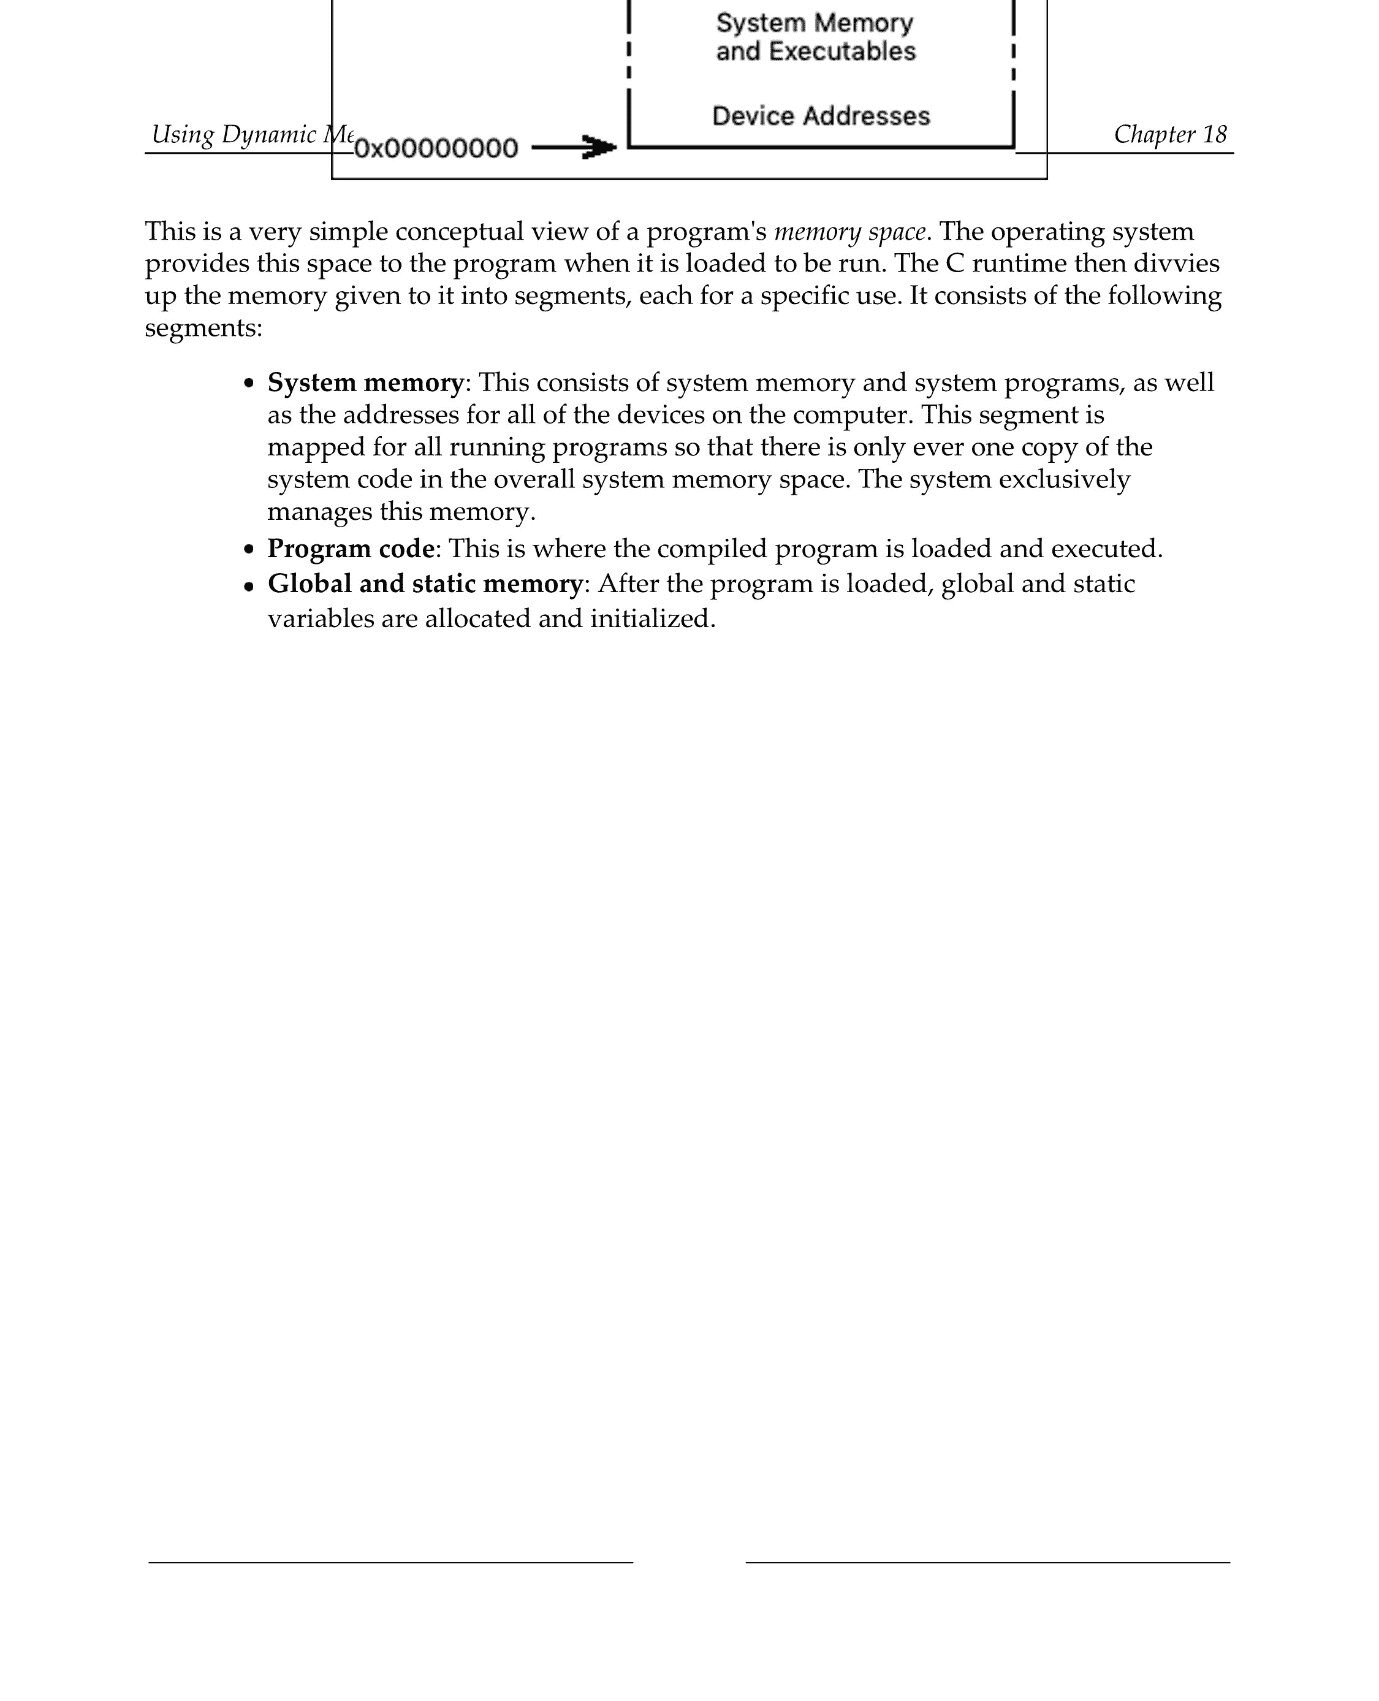 System Memory
and Executables
Device Addresses
Using Dynamic
0x00000000
Chapter 18
This is a very simple conceptual view of a program's memory space. The operating system
provides this space to the program when it is loaded to be run. The C runtime then divvies
up the memory given to it into segments, each for a specific use. It consists of the following
segments:
• System memory: This consists of system memory and system programs, as well
as the addresses for all of the devices on the computer. This segment is
mapped for all running programs so that there is only ever one copy of the
system code in the overall system memory space. The system exclusively
manages this memory.
• Program code: This is where the compiled program is loaded and executed.
• Global and static memory: After the program is loaded, global and static
variables are allocated and initialized.